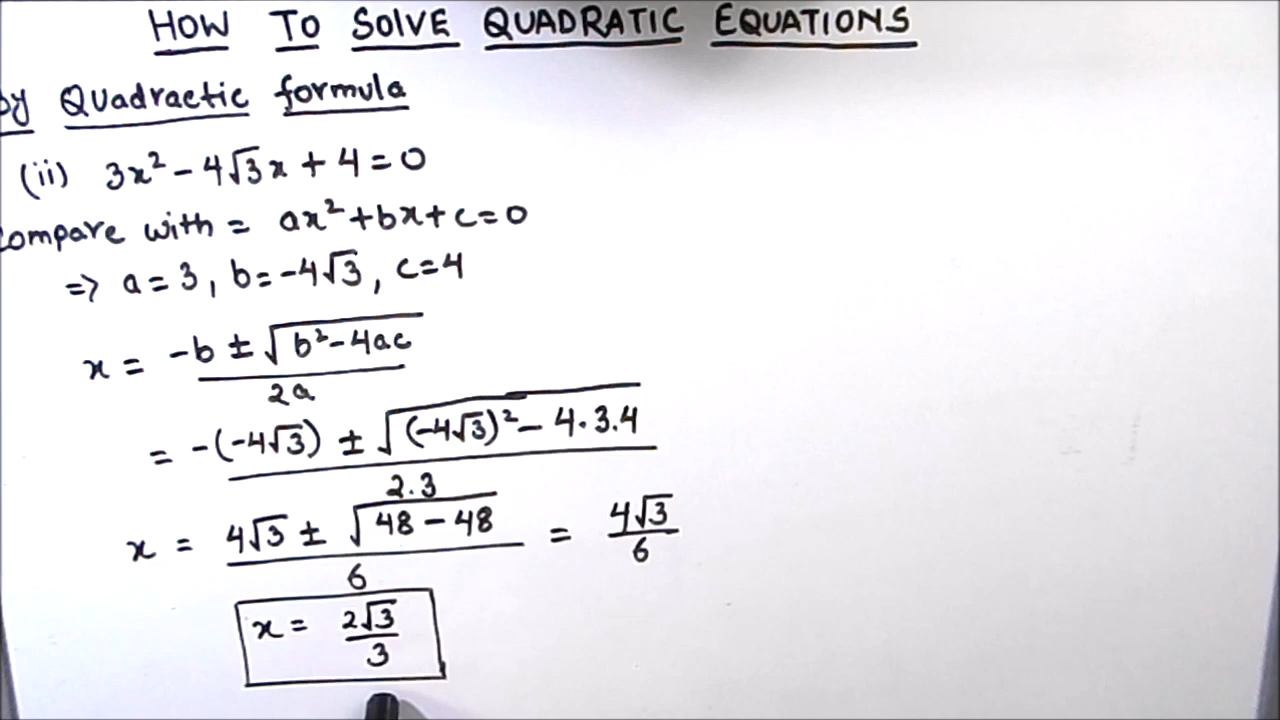 HOW TO SOLVE QUADRATIC EQUATIONS
by Quadractic formula
(ii) 3x² - 4√3x + 4 = 0
compare with = ax² + bx + c = 0
=> a = 3, b = -4√3, c = 4
x = (-b ± √(b² - 4ac)) / 2a
= (-(-4√3) ± √((-4√3)² - 4·3.4)) / 2.3
x = (4√3 ± √(48 - 48)) / 6 = 4√3 / 6
x = 2√3 / 3